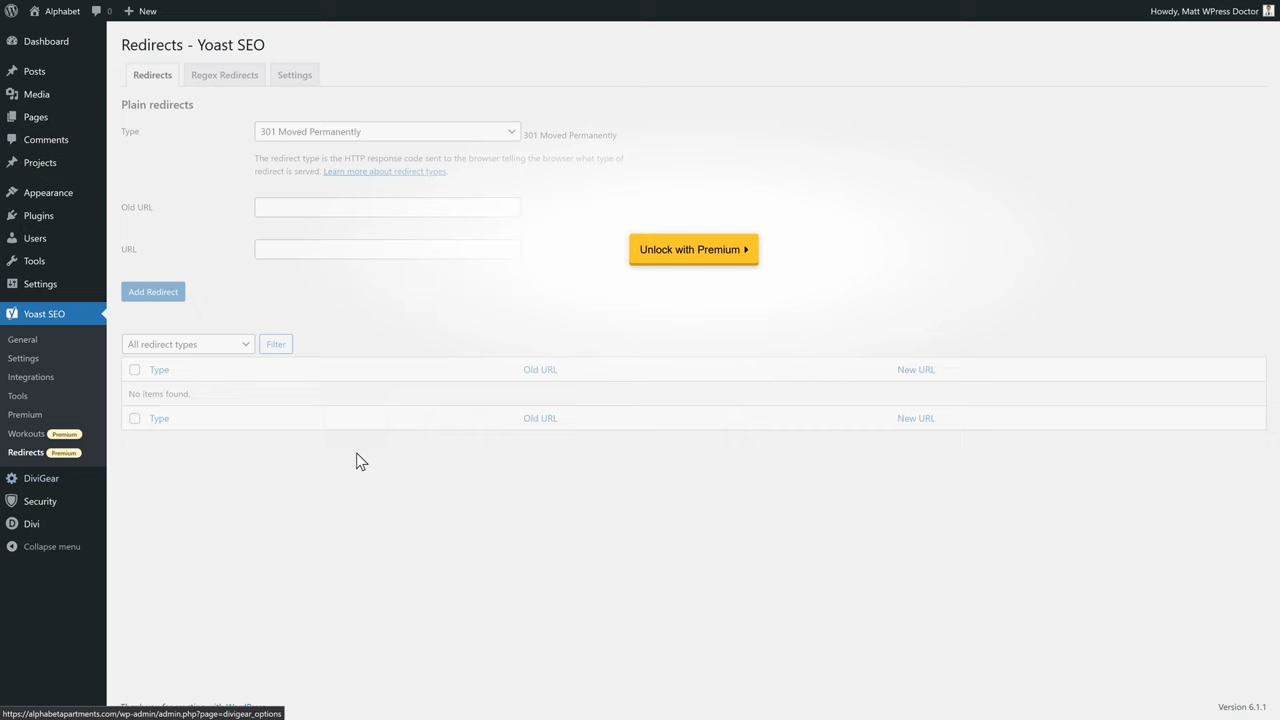 Alphabet
0
New
Howdy, Matt WPress Doctor
Dashboard
Posts
Media
Pages
Comments
Projects
Appearance
Plugins
Users
Tools
Settings
Yoast SEO
General
Settings
Integrations
Tools
Premium
Workouts Premium
Redirects Premium
DiviGear
Security
Divi
Collapse menu
Redirects - Yoast SEO
Redirects
Regex Redirects
Settings
Plain redirects
Type
301 Moved Permanently
301 Moved Permanently
The redirect type is the HTTP response code sent to the browser telling the browser what type of
redirect is served. Learn more about redirect types.
Old URL
URL
Unlock with Premium
Add Redirect
All redirect types
Filter
Type Old URL New URL
No items found.
Type Old URL New URL
Version 6.1.1
https://alphabetapartments.com/wp-admin/admin.php?page=divigear_options